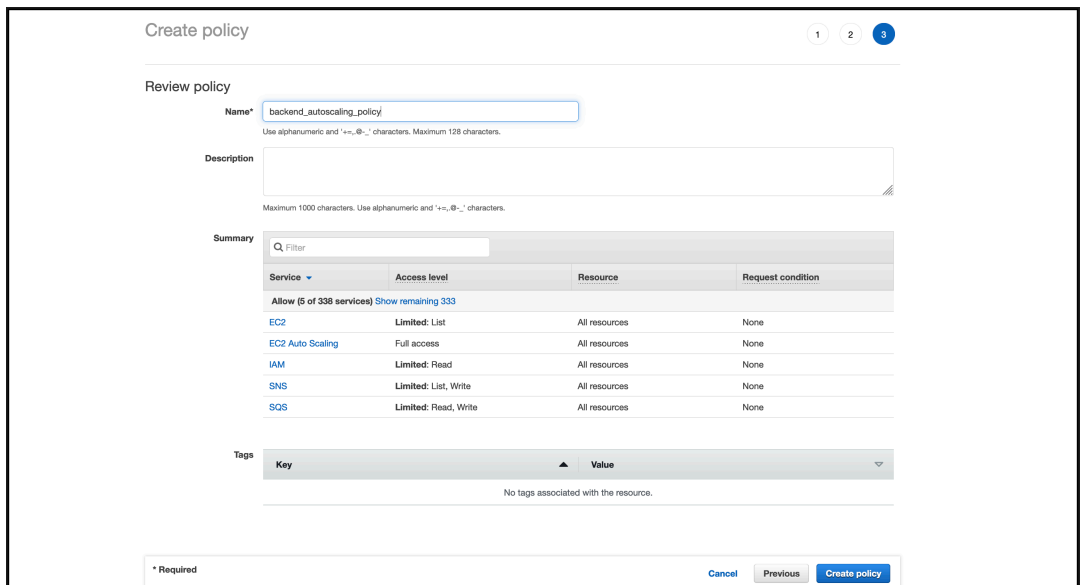 Create policy
1 2 3
Review policy
Name* backend_autoscaling_policy
Use alphanumeric and '+=,.@-_' characters. Maximum 128 characters.
Description
Maximum 1000 characters. Use alphanumeric and '+=,.@-_' characters.
Summary
Filter
Service Access level Resource Request condition
Allow (5 of 338 services) Show remaining 333
EC2 Limited: List All resources None
EC2 Auto Scaling Full access All resources None
IAM Limited: Read All resources None
SNS Limited: List, Write All resources None
SQS Limited: Read, Write All resources None
Tags
Key Value
No tags associated with the resource.
* Required Cancel Previous Create policy